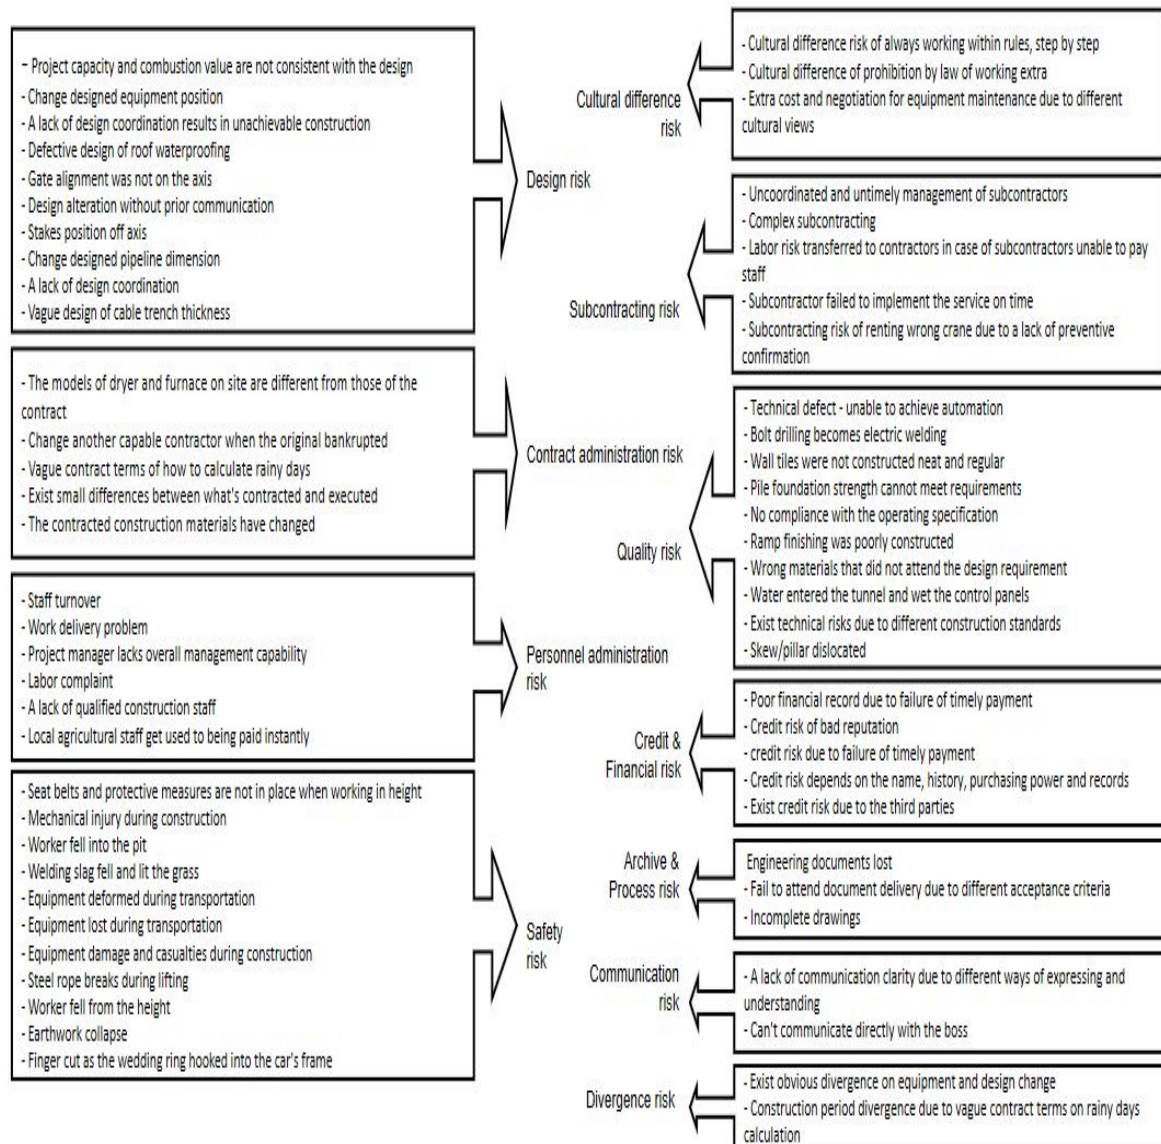 - Project capacity and combustion value are not consistent with the design
- Change designed equipment position
- A lack of design coordination results in unachievable construction
- Defective design of roof waterproofing
- Gate alignment was not on the axis
- Design alteration without prior communication
- Stakes position off axis
- Change designed pipeline dimension
- A lack of design coordination
- Vague design of cable trench thickness
Design risk
- The models of dryer and furnace on site are different from those of the
contract
- Change another capable contractor when the original bankrupted
- Vague contract terms of how to calculate rainy days
- Exist small differences between what's contracted and executed
- The contracted construction materials have changed
Contract administration risk
- Staff turnover
- Work delivery problem
- Project manager lacks overall management capability
- Labor complaint
- A lack of qualified construction staff
- Local agricultural staff get used to being paid instantly
Personnel administration
risk
- Seat belts and protective measures are not in place when working in height
- Mechanical injury during construction
- Worker fell into the pit
- Welding slag fell and lit the grass
- Equipment deformed during transportation
- Equipment lost during transportation
- Equipment damage and casualties during construction
- Steel rope breaks during lifting
- Worker fell from the height
- Earthwork collapse
- Finger cut as the wedding ring hooked into the car's frame
Safety
risk
Cultural difference
risk
- Cultural difference risk of always working within rules, step by step
- Cultural difference of prohibition by law of working extra
- Extra cost and negotiation for equipment maintenance due to different
cultural views
Subcontracting risk
- Uncoordinated and untimely management of subcontractors
- Complex subcontracting
- Labor risk transferred to contractors in case of subcontractors unable to pay
staff
- Subcontractor failed to implement the service on time
- Subcontracting risk of renting wrong crane due to a lack of preventive
confirmation
Quality risk
- Technical defect - unable to achieve automation
- Bolt drilling becomes electric welding
- Wall tiles were not constructed neat and regular
- Pile foundation strength cannot meet requirements
- No compliance with the operating specification
- Ramp finishing was poorly constructed
- Wrong materials that did not attend the design requirement
- Water entered the tunnel and wet the control panels
- Exist technical risks due to different construction standards
- Skew/pillar dislocated
Credit &
Financial risk
- Poor financial record due to failure of timely payment
- Credit risk of bad reputation
- credit risk due to failure of timely payment
- Credit risk depends on the name, history, purchasing power and records
- Exist credit risk due to the third parties
Archive &
Process risk
Engineering documents lost
- Fail to attend document delivery due to different acceptance criteria
- Incomplete drawings
Communication
risk
- A lack of communication clarity due to different ways of expressing and
understanding
- Can't communicate directly with the boss
Divergence risk
- Exist obvious divergence on equipment and design change
- Construction period divergence due to vague contract terms on rainy days
calculation